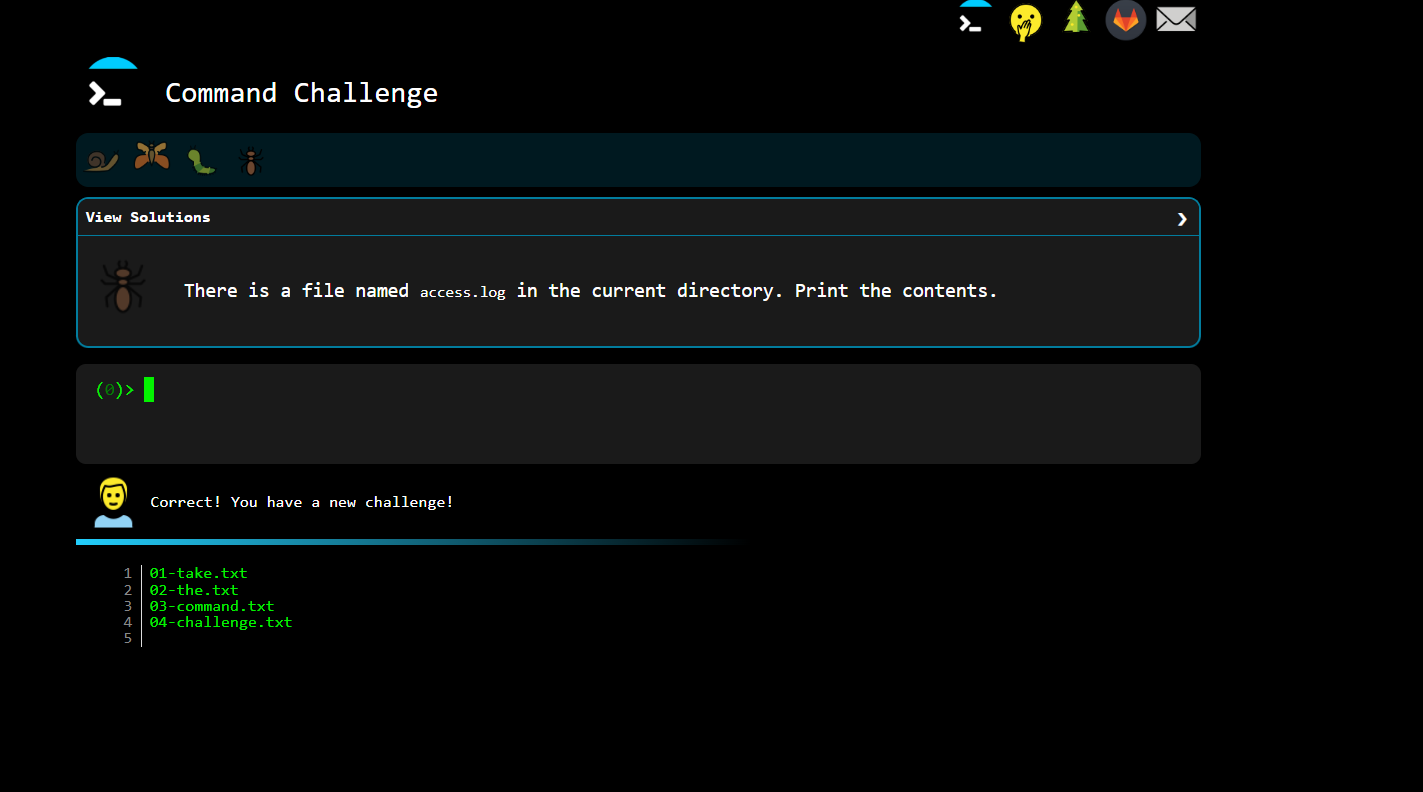 Command Challenge
View Solutions
There is a file named access.log in the current directory. Print the contents.
(0)>
Correct! You have a new challenge!
1 01-take.txt
2 02-the.txt
3 03-command.txt
4 04-challenge.txt
5